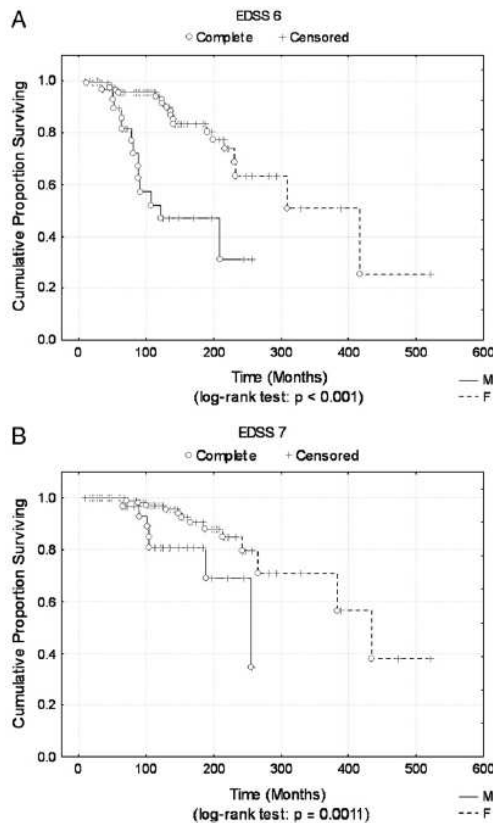 A
EDSS 6
○ Complete + Censored
Cumulative Proportion Surviving
1.0
0.8
0.6
0.4
0.2
0.0
0 100 200 300 400 500 600
Time (Months)
(log-rank test: p < 0.001)
— M
--- F
B
EDSS 7
○ Complete + Censored
Cumulative Proportion Surviving
1.0
0.8
0.6
0.4
0.2
0.0
0 100 200 300 400 500 600
Time (Months)
(log-rank test: p = 0.0011)
— M
--- F